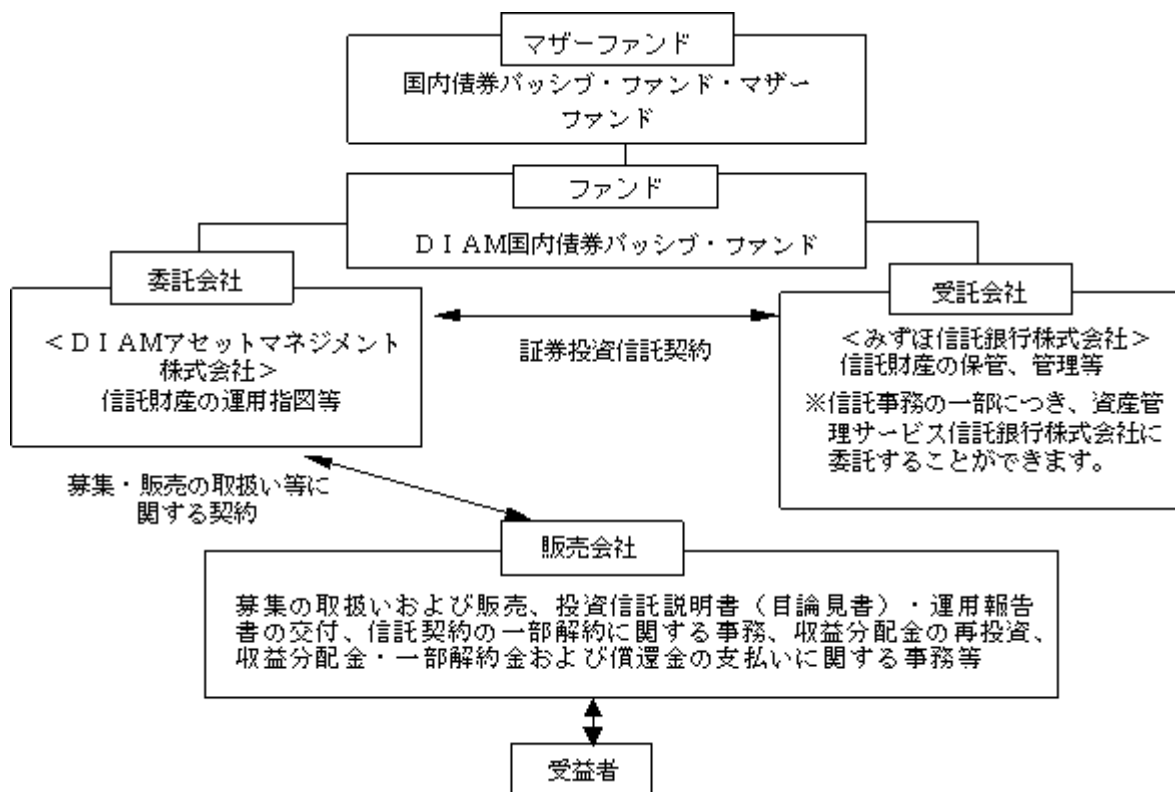 マザーファンド
国内債券パッシブ・ファンド・マザー
ファンド
ファンド
ＤＩＡＭ国内債券パッシブ・ファンド
委託会社
＜ＤＩＡＭアセットマネジメント
株式会社＞
信託財産の運用指図等
証券投資信託契約
受託会社
＜みずほ信託銀行株式会社＞
信託財産の保管、管理等
※信託事務の一部につき、資産管
理サービス信託銀行株式会社に
委託することができます。
募集・販売の取扱い等に
関する契約
販売会社
募集の取扱いおよび販売、投資信託説明書（目論見書）・運用報告
書の交付、信託契約の一部解約に関する事務、収益分配金の再投資、
収益分配金・一部解約金および償還金の支払いに関する事務等
受益者